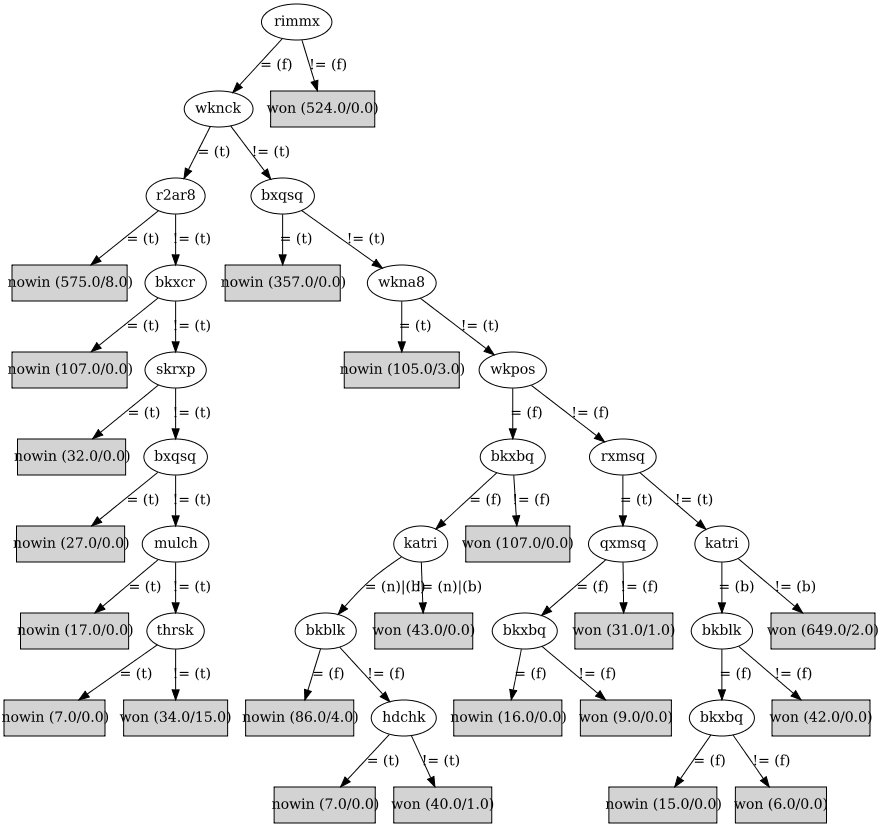 rimmx
= (f)
!= (f)
wknck
won (524.0/0.0)
= (t)
!= (t)
r2ar8
bxqsq
= (t)
!= (t)
= (t)
!= (t)
nowin (575.0/8.0)
bkxcr
nowin (357.0/0.0)
wkna8
= (t)
!= (t)
= (t)
!= (t)
nowin (107.0/0.0)
skrxp
nowin (105.0/3.0)
wkpos
= (t)
!= (t)
= (f)
!= (f)
nowin (32.0/0.0)
bxqsq
bkxbq
rxmsq
= (t)
!= (t)
= (f)
!= (f)
= (t)
!= (t)
nowin (27.0/0.0)
mulch
katri
won (107.0/0.0)
qxmsq
katri
= (t)
!= (t)
= (n)|(b)
!= (n)|(b)
= (f)
!= (f)
= (b)
!= (b)
nowin (17.0/0.0)
thrsk
bkblk
won (43.0/0.0)
bkxbq
won (31.0/1.0)
bkblk
won (649.0/2.0)
= (t)
!= (t)
= (f)
!= (f)
= (f)
!= (f)
= (f)
!= (f)
nowin (7.0/0.0)
won (34.0/15.0)
nowin (86.0/4.0)
hdchk
nowin (16.0/0.0)
won (9.0/0.0)
bkxbq
won (42.0/0.0)
= (t)
!= (t)
= (f)
!= (f)
nowin (7.0/0.0)
won (40.0/1.0)
nowin (15.0/0.0)
won (6.0/0.0)